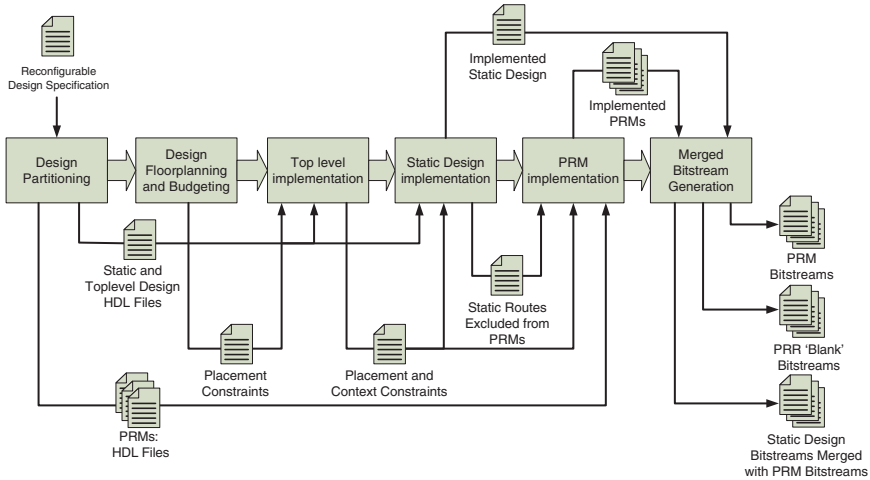 Reconfigurable
Design Specification
Implemented
Static Design
Implemented
PRMs
Design
Partitioning
Design
Floorplanning
and Budgeting
Top level
implementation
Static Design
implementation
PRM
implementation
Merged
Bitstream
Generation
Static and
Toplevel Design
HDL Files
Static Routes
Excluded from
PRMs
PRM
Bitstreams
Placement
Constraints
Placement and
Context Constraints
PRR ‘Blank’
Bitstreams
PRMs:
HDL Files
Static Design
Bitstreams Merged
with PRM Bitstreams